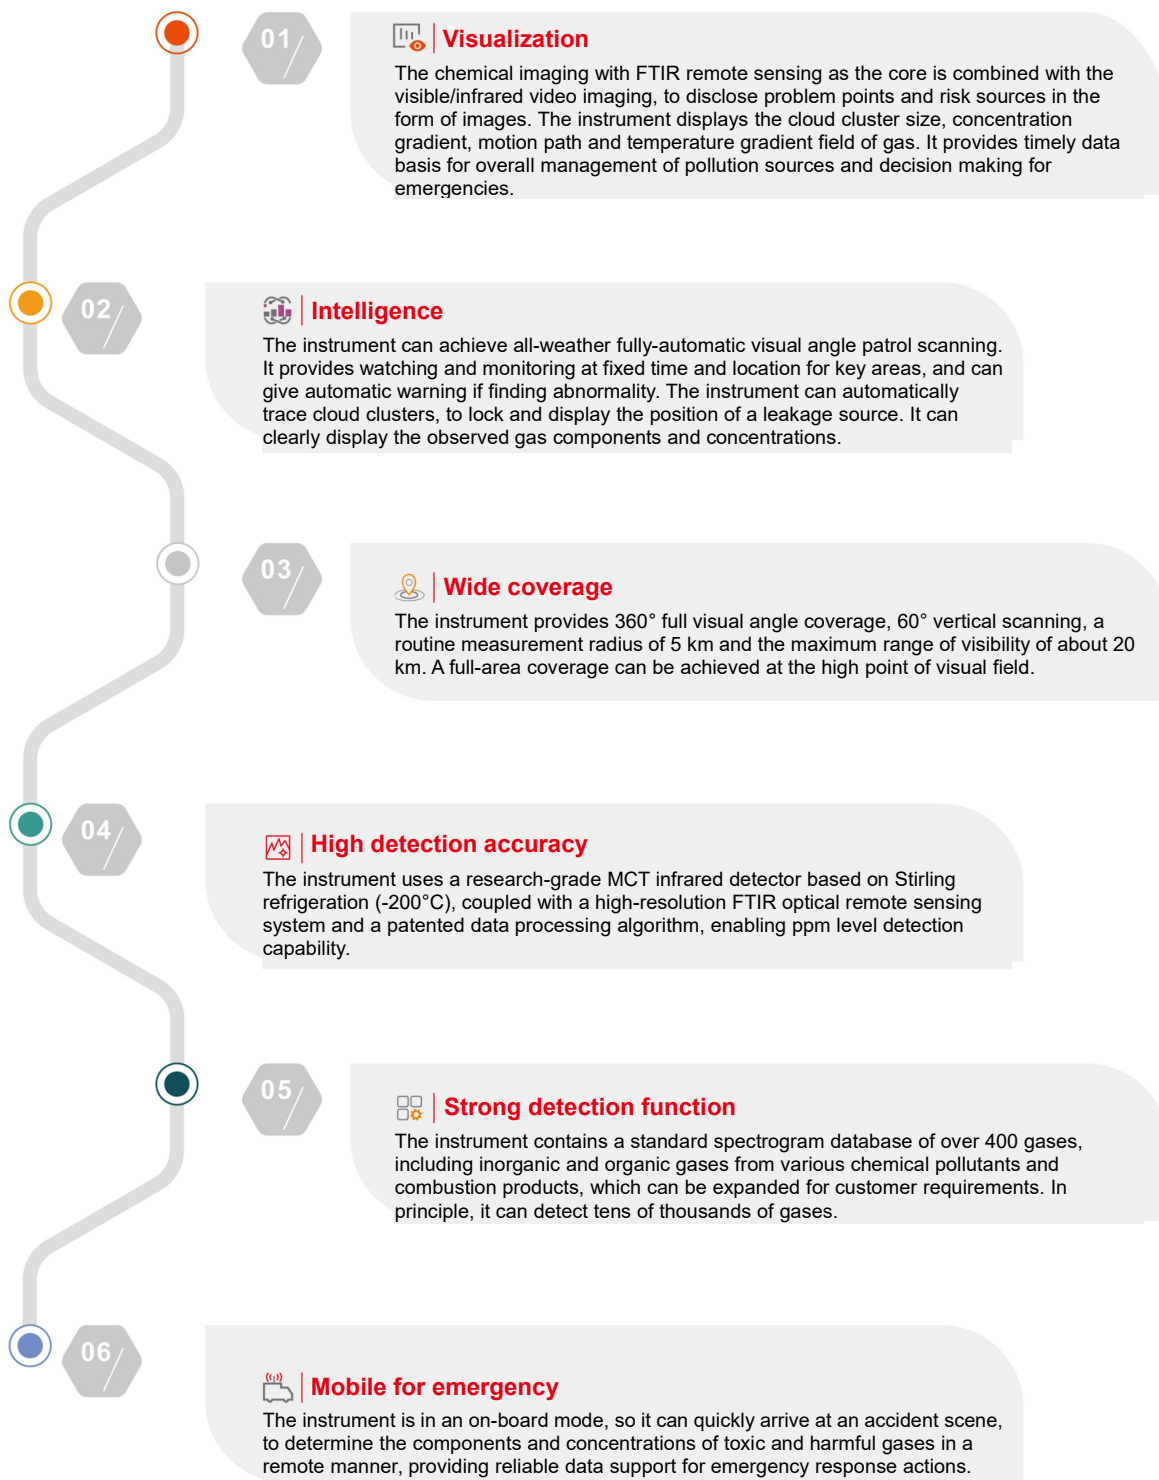 01
Visualization
The chemical imaging with FTIR remote sensing as the core is combined with the
visible/infrared video imaging, to disclose problem points and risk sources in the
form of images. The instrument displays the cloud cluster size, concentration
gradient, motion path and temperature gradient field of gas. It provides timely data
basis for overall management of pollution sources and decision making for
emergencies.
02
Intelligence
The instrument can achieve all-weather fully-automatic visual angle patrol scanning.
It provides watching and monitoring at fixed time and location for key areas, and can
give automatic warning if finding abnormality. The instrument can automatically
trace cloud clusters, to lock and display the position of a leakage source. It can
clearly display the observed gas components and concentrations.
03
Wide coverage
The instrument provides 360° full visual angle coverage, 60° vertical scanning, a
routine measurement radius of 5 km and the maximum range of visibility of about 20
km. A full-area coverage can be achieved at the high point of visual field.
04
High detection accuracy
The instrument uses a research-grade MCT infrared detector based on Stirling
refrigeration (-200°C), coupled with a high-resolution FTIR optical remote sensing
system and a patented data processing algorithm, enabling ppm level detection
capability.
05
Strong detection function
The instrument contains a standard spectrogram database of over 400 gases,
including inorganic and organic gases from various chemical pollutants and
combustion products, which can be expanded for customer requirements. In
principle, it can detect tens of thousands of gases.
06
Mobile for emergency
The instrument is in an on-board mode, so it can quickly arrive at an accident scene,
to determine the components and concentrations of toxic and harmful gases in a
remote manner, providing reliable data support for emergency response actions.